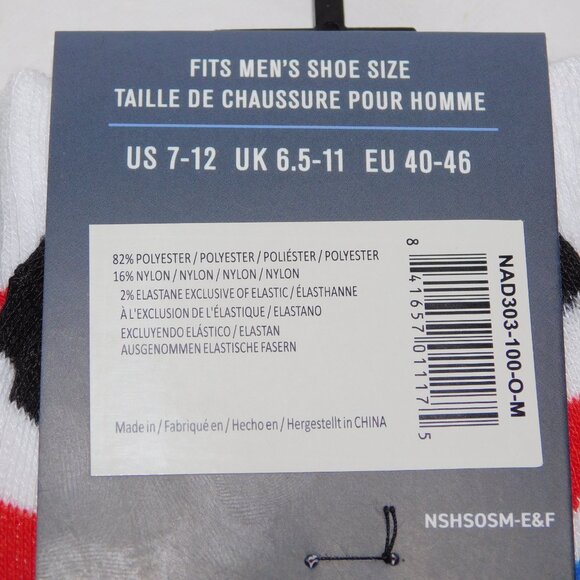 FITS MEN'S SHOE SIZE
TAILLE DE CHAUSSURE POUR HOMME
US 7-12 UK 6.5-11 EU 40-46
82% POLYESTER / POLYESTER / POLIÉSTER / POLYESTER
16% NYLON / NYLON / NYLON / NYLON
2% ELASTANE EXCLUSIVE OF ELASTIC / ÉLASTHANNE
À L'EXCLUSION DE L'ÉLASTIQUE / ELASTANO
EXCLUYENDO ELÁSTICO / ELASTAN
AUSGENOMMEN ELASTISCHE FASERN
Made in / Fabriqué en / Hecho en / Hergestellt in CHINA
8 41657 01117 5
NAD303-100-O-M
NSHSOSM-E&F